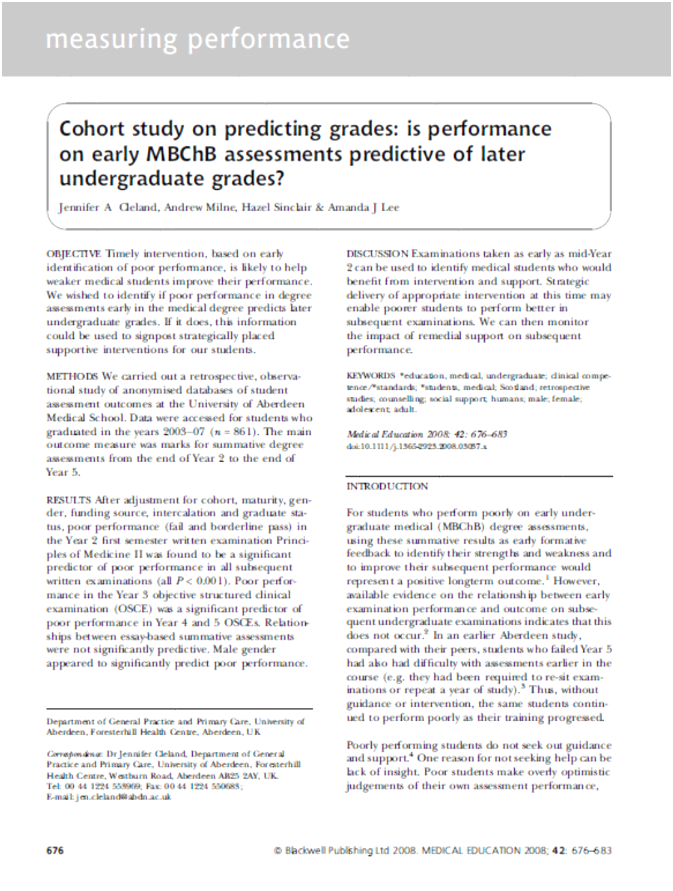 measuring performance
Cohort study on predicting grades: is performance
on early MBChB assessments predictive of later
undergraduate grades?
Jennifer A Cleland, Andrew Milne, Hazel Sinclair & Amanda J Lee
OBJECTIVE Timely intervention, based on early
identification of poor performance, is likely to help
weaker medical students improve their performance.
We wished to identify if poor performance in degree
assessments early in the medical degree predicts later
undergraduate grades. If it does, this information
could be used to signpost strategically placed
supportive interventions for our students.
METHODS We carried out a retrospective, observa-
tional study of anonymised databases of student
assessment outcomes at the University of Aberdeen
Medical School. Data were accessed for students who
graduated in the years 2003–07 (n = 861). The main
outcome measure was marks for summative degree
assessments from the end of Year 2 to the end of
Year 5.
RESULTS After adjustment for cohort, maturity, gen-
der, funding source, intercalation and graduate sta-
tus, poor performance (fail and borderline pass) in
the Year 2 first semester written examination Princi-
ples of Medicine II was found to be a significant
predictor of poor performance in all subsequent
written examinations (all P < 0.001). Poor perfor-
mance in the Year 3 objective structured clinical
examination (OSCE) was a significant predictor of
poor performance in Year 4 and 5 OSCEs. Relation-
ships between essay-based summative assessments
were not significantly predictive. Male gender
appeared to significantly predict poor performance.
Department of General Practice and Primary Care, University of
Aberdeen, Foresterhill Health Centre, Aberdeen, UK
Correspondence: Dr Jennifer Cleland, Department of General
Practice and Primary Care, University of Aberdeen, Foresterhill
Health Centre, Westburn Road, Aberdeen AB25 2AY, UK.
Tel: 00 44 1224 553969; Fax: 00 44 1224 550683;
E-mail: jen.cleland@abdn.ac.uk
DISCUSSION Examinations taken as early as mid-Year
2 can be used to identify medical students who would
benefit from intervention and support. Strategic
delivery of appropriate intervention at this time may
enable poorer students to perform better in
subsequent examinations. We can then monitor
the impact of remedial support on subsequent
performance.
KEYWORDS *education, medical, undergraduate; clinical compe-
tence/*standards; *students, medical; Scotland; retrospective
studies; counselling; social support; humans; male; female;
adolescent; adult.
Medical Education 2008: 42: 676–683
doi:10.1111/j.1365-2923.2008.03037.x
INTRODUCTION
For students who perform poorly on early under-
graduate medical (MBChB) degree assessments,
using these summative results as early formative
feedback to identify their strengths and weakness and
to improve their subsequent performance would
represent a positive longterm outcome.1 However,
available evidence on the relationship between early
examination performance and outcome on subse-
quent undergraduate examinations indicates that this
does not occur.2 In an earlier Aberdeen study,
compared with their peers, students who failed Year 5
had also had difficulty with assessments earlier in the
course (e.g. they had been required to re-sit exam-
inations or repeat a year of study).3 Thus, without
guidance or intervention, the same students contin-
ued to perform poorly as their training progressed.
Poorly performing students do not seek out guidance
and support.4 One reason for not seeking help can be
lack of insight. Poor students make overly optimistic
judgements of their own assessment performance,
676
© Blackwell Publishing Ltd 2008. MEDICAL EDUCATION 2008; 42: 676–683